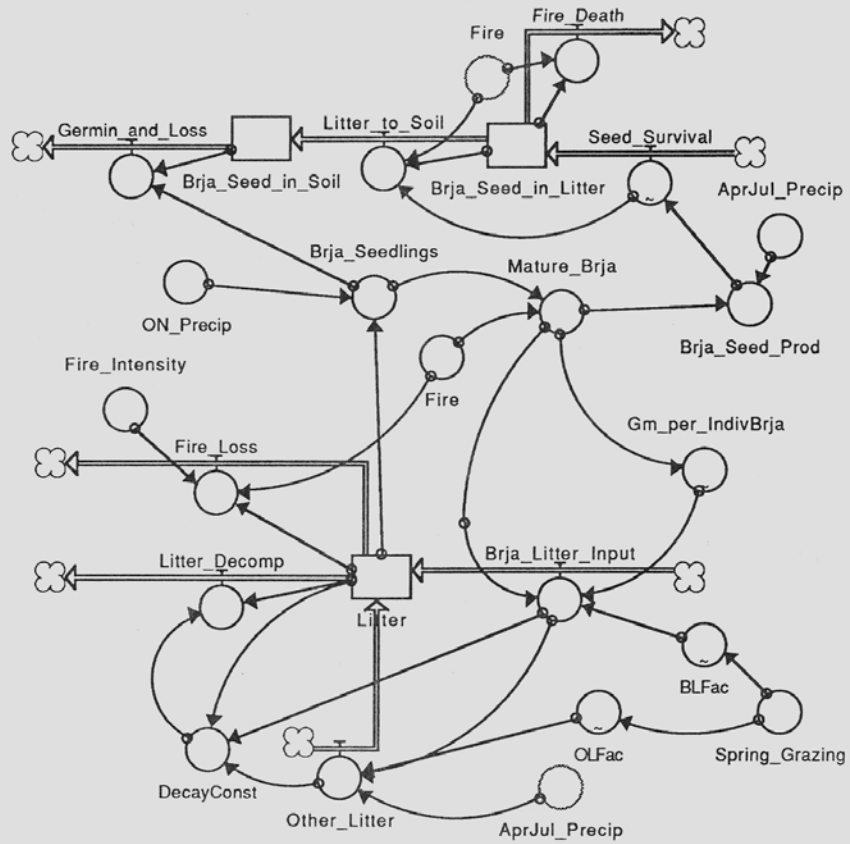 Fire_Death
Fire
Germin_and_Loss
Litter_to_Soil
Seed_Survival
Brja_Seed_in_Soil
Brja_Seed_in_Litter
AprJul_Precip
~
Brja_Seedlings
Mature_Brja
ON_Precip
Brja_Seed_Prod
Fire_Intensity
Fire
Gm_per_IndivBrja
Fire_Loss
~
Litter_Decomp
Brja_Litter_Input
Litter
~
BLFac
~
OLFac
Spring_Grazing
DecayConst
Other_Litter
AprJul_Precip